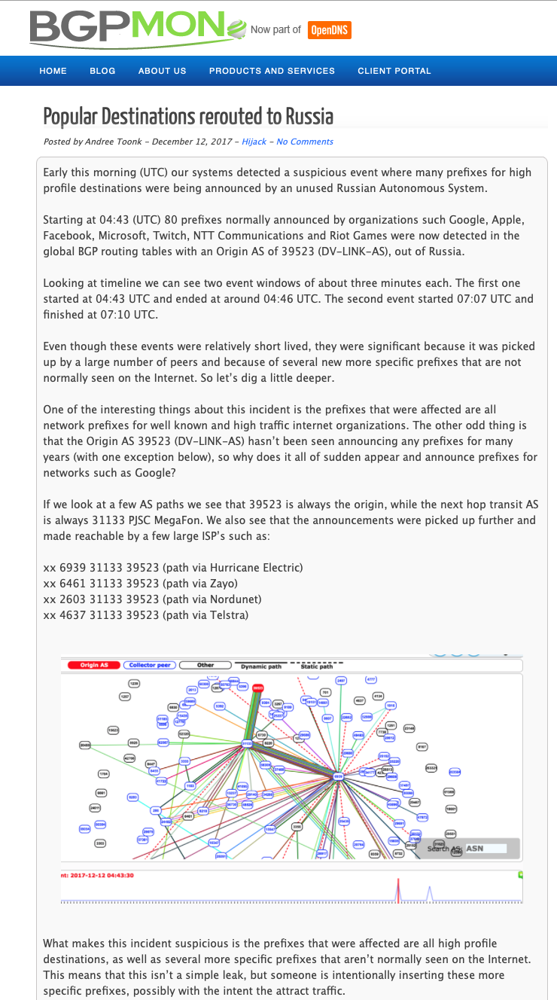 BGPMON Now part of OpenDNS
HOME BLOG ABOUT US PRODUCTS AND SERVICES CLIENT PORTAL
Popular Destinations rerouted to Russia
Posted by Andree Toonk – December 12, 2017 – Hijack – No Comments
Early this morning (UTC) our systems detected a suspicious event where many prefixes for high
profile destinations were being announced by an unused Russian Autonomous System.
Starting at 04:43 (UTC) 80 prefixes normally announced by organizations such Google, Apple,
Facebook, Microsoft, Twitch, NTT Communications and Riot Games were now detected in the
global BGP routing tables with an Origin AS of 39523 (DV-LINK-AS), out of Russia.
Looking at timeline we can see two event windows of about three minutes each. The first one
started at 04:43 UTC and ended at around 04:46 UTC. The second event started 07:07 UTC and
finished at 07:10 UTC.
Even though these events were relatively short lived, they were significant because it was picked
up by a large number of peers and because of several new more specific prefixes that are not
normally seen on the Internet. So let's dig a little deeper.
One of the interesting things about this incident is the prefixes that were affected are all
network prefixes for well known and high traffic internet organizations. The other odd thing is
that the Origin AS 39523 (DV-LINK-AS) hasn't been seen announcing any prefixes for many
years (with one exception below), so why does it all of sudden appear and announce prefixes for
networks such as Google?
If we look at a few AS paths we see that 39523 is always the origin, while the next hop transit AS
is always 31133 PJSC MegaFon. We also see that the announcements were picked up further and
made reachable by a few large ISP's such as:
xx 6939 31133 39523 (path via Hurricane Electric)
xx 6461 31133 39523 (path via Zayo)
xx 2603 31133 39523 (path via Nordunet)
xx 4637 31133 39523 (path via Telstra)
Origin AS Collector peer Other Dynamic path Static path
39523
31133
6939
Search AS: ASN
nt: 2017-12-12 04:43:30
What makes this incident suspicious is the prefixes that were affected are all high profile
destinations, as well as several more specific prefixes that aren't normally seen on the Internet.
This means that this isn't a simple leak, but someone is intentionally inserting these more
specific prefixes, possibly with the intent the attract traffic.